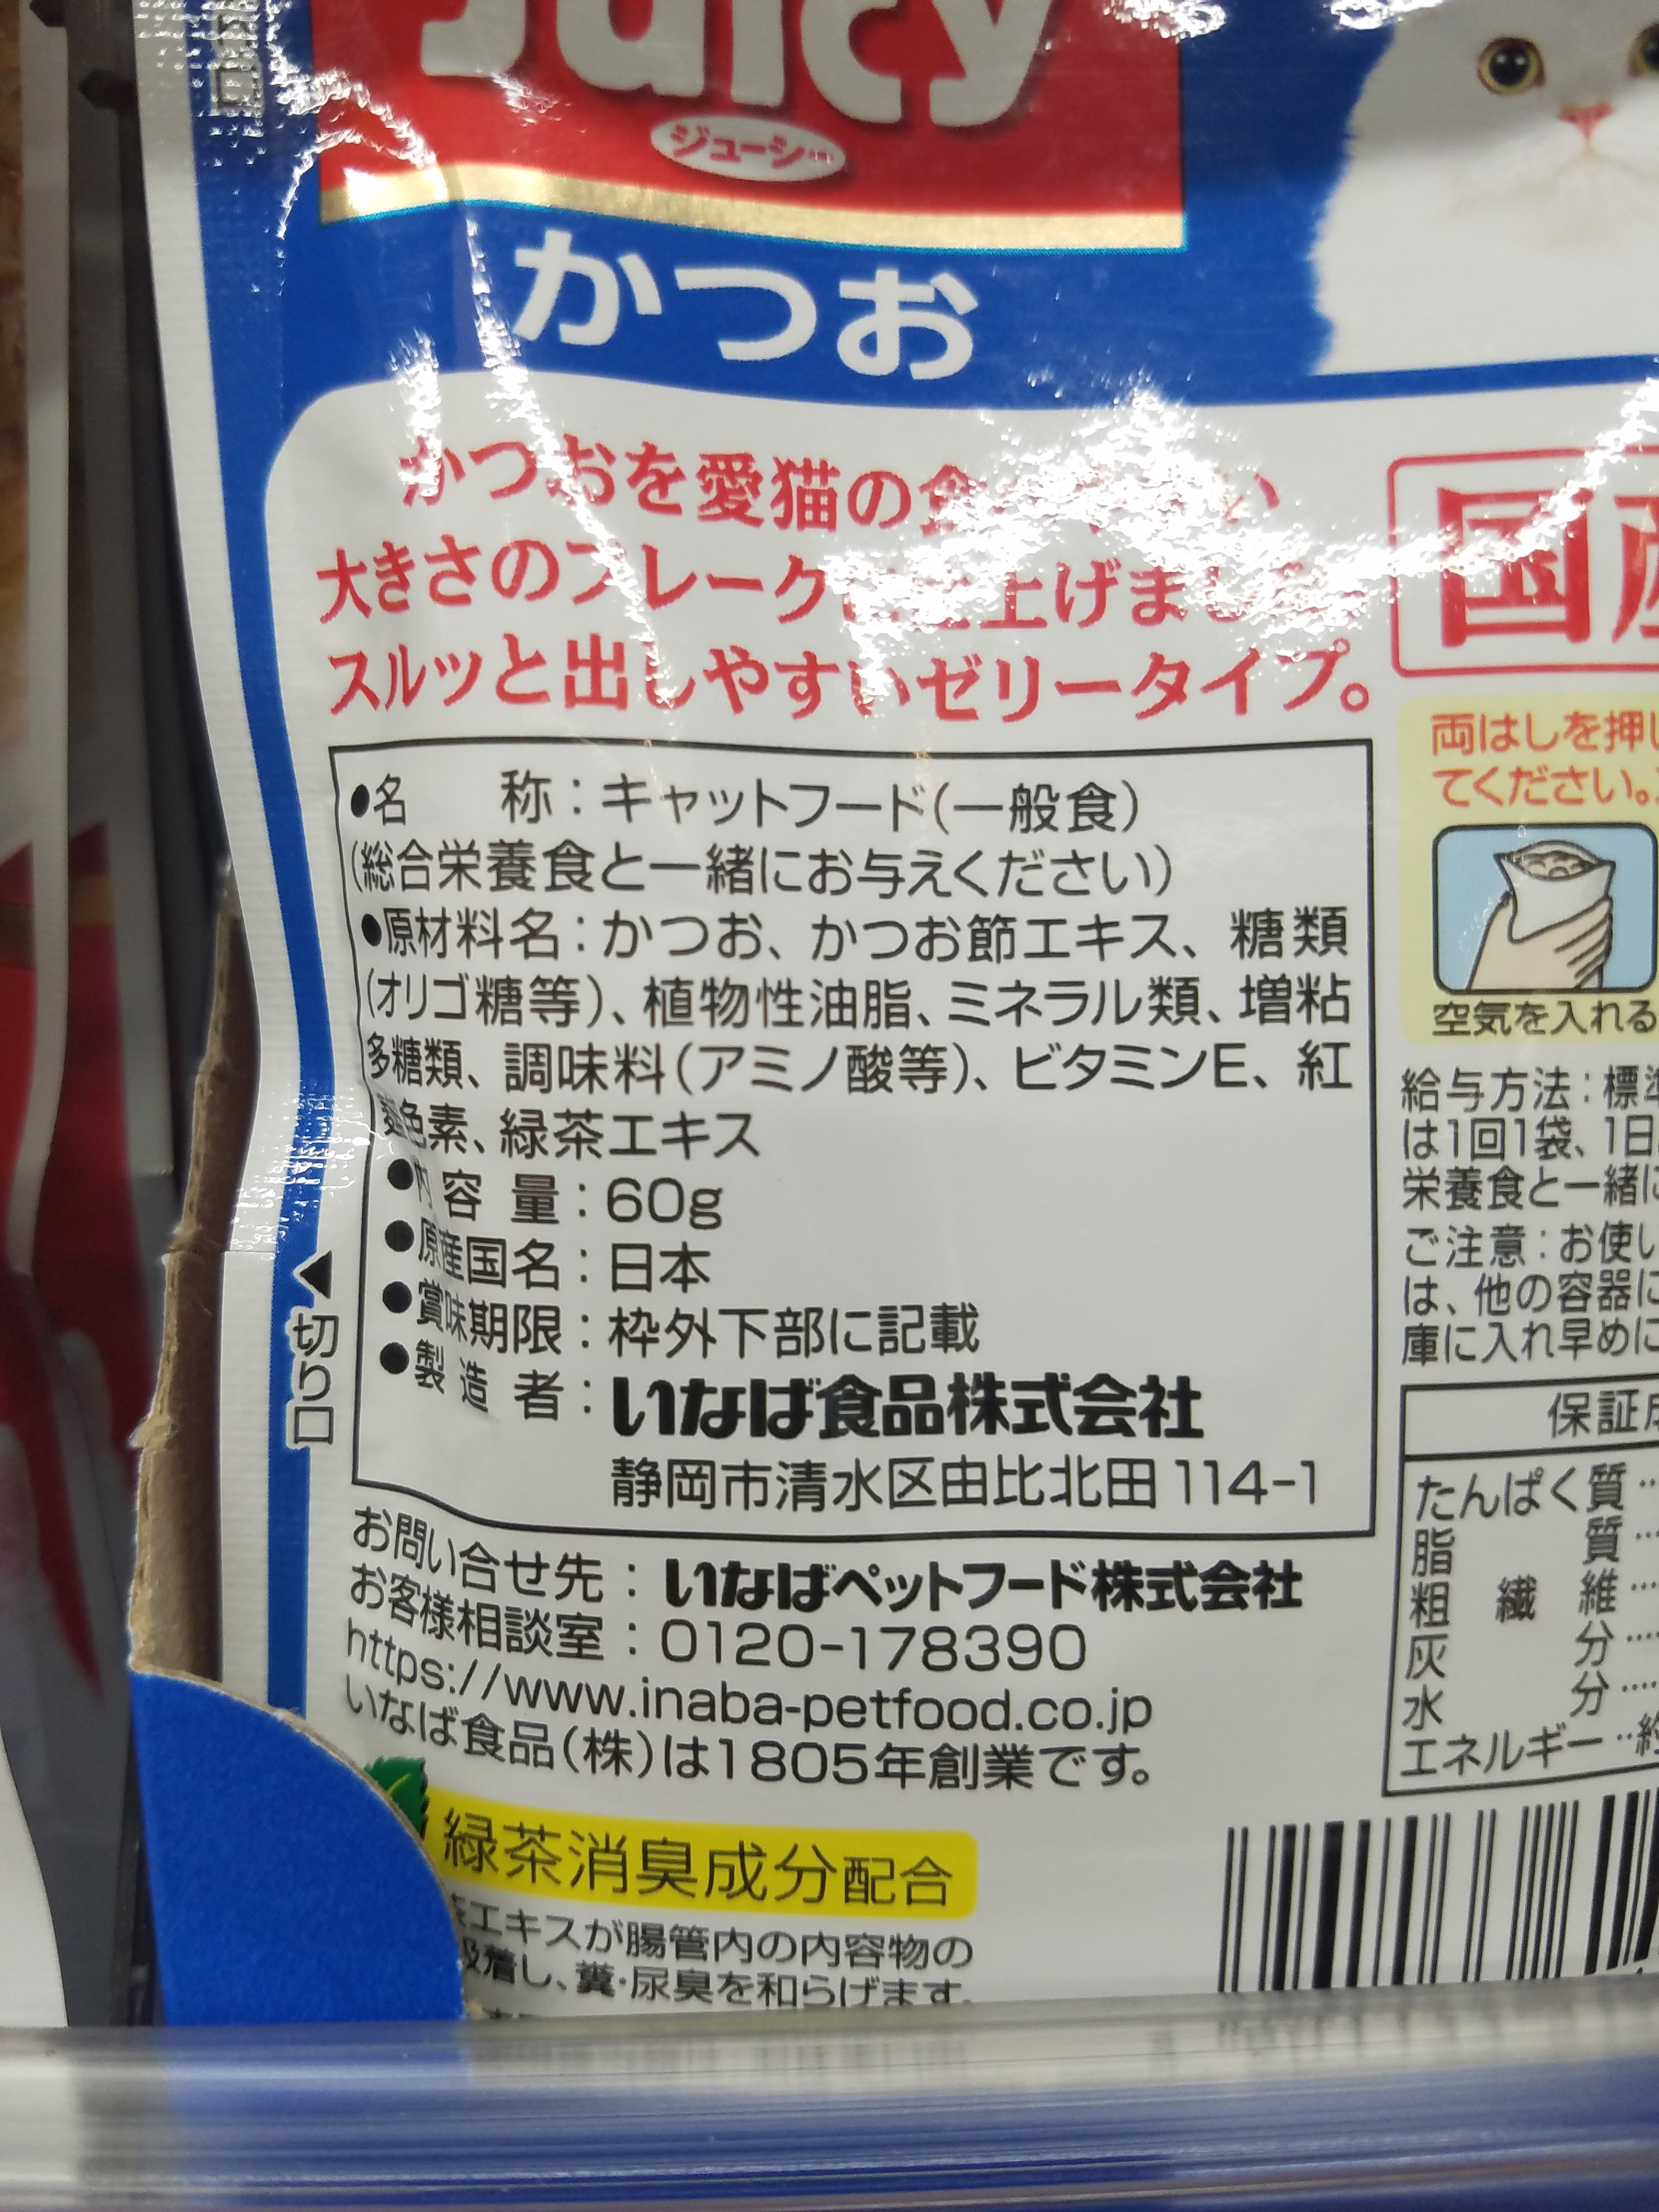 Juicy
ジューシー
かつお
かつおを愛猫の食
大きさのフレーク 上げまし
スルッと出しやすいゼリータイプ。
国産
●名 称：キャットフード(一般食)
(総合栄養食と一緒にお与えください)
●原材料名：かつお、かつお節エキス、糖類
(オリゴ糖等)、植物性油脂、ミネラル類、増粘
多糖類、調味料(アミノ酸等)、ビタミンE、紅
麹色素、緑茶エキス
●内容量：60g
●原産国名：日本
●賞味期限：枠外下部に記載
●製造者：いなば食品株式会社
静岡市清水区由比北田114-1
◀切り口
お問い合せ先：いなばペットフード株式会社
お客様相談室：0120-178390
https://www.inaba-petfood.co.jp
いなば食品(株)は1805年創業です。
緑茶消臭成分配合
エキスが腸管内の内容物の
吸着し、糞・尿臭を和らげます。
両はしを押し
てください。
空気を入れる
給与方法：標準
は1回1袋、1日
栄養食と一緒に
ご注意：お使い
は、他の容器に
庫に入れ早めに
保証成
たんぱく質
脂質
粗繊維
灰分
水分
エネルギー…約